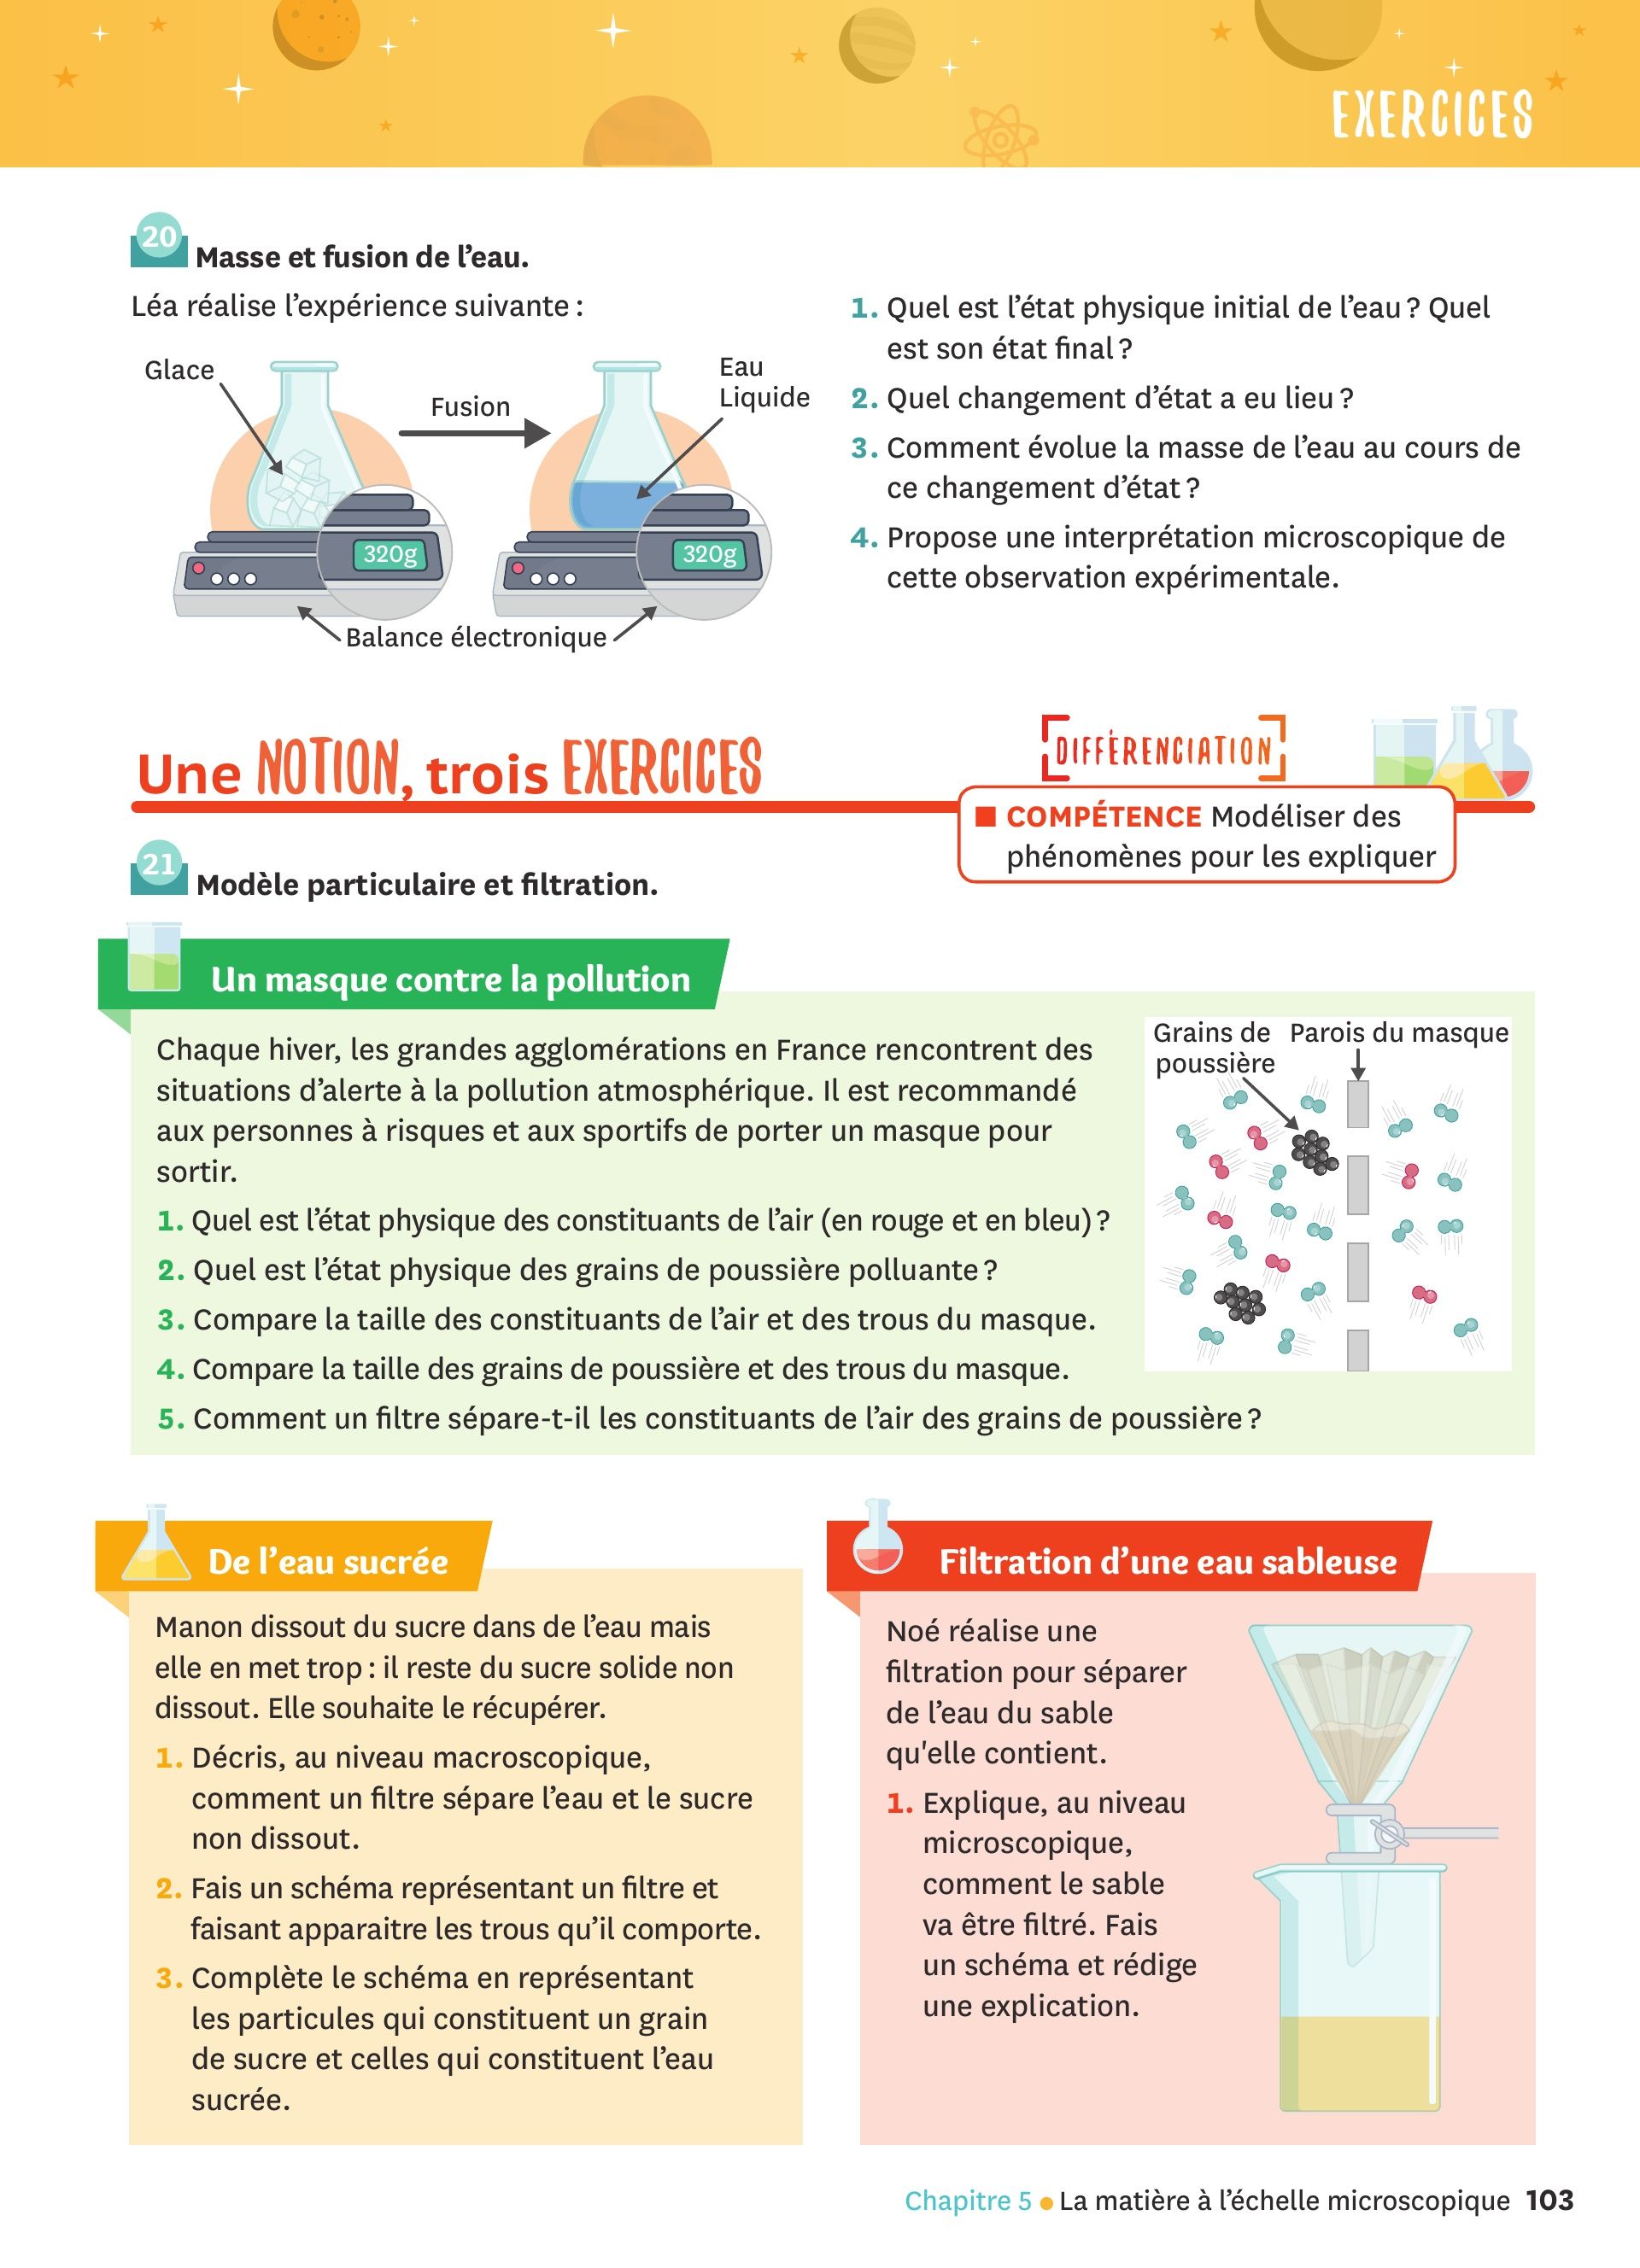 EXERCICES
20 Masse et fusion de l’eau.
Léa réalise l’expérience suivante :
Glace
Fusion
Eau
Liquide
320g
320g
Balance électronique
1. Quel est l’état physique initial de l’eau ? Quel
est son état final ?
2. Quel changement d’état a eu lieu ?
3. Comment évolue la masse de l’eau au cours de
ce changement d’état ?
4. Propose une interprétation microscopique de
cette observation expérimentale.
Une NOTION, trois EXERCICES
DIFFÉRENCIATION
COMPÉTENCE Modéliser des
phénomènes pour les expliquer
21 Modèle particulaire et filtration.
Un masque contre la pollution
Chaque hiver, les grandes agglomérations en France rencontrent des
situations d’alerte à la pollution atmosphérique. Il est recommandé
aux personnes à risques et aux sportifs de porter un masque pour
sortir.
1. Quel est l’état physique des constituants de l’air (en rouge et en bleu) ?
2. Quel est l’état physique des grains de poussière polluante ?
3. Compare la taille des constituants de l’air et des trous du masque.
4. Compare la taille des grains de poussière et des trous du masque.
5. Comment un filtre sépare-t-il les constituants de l’air des grains de poussière ?
Grains de
poussière
Parois du masque
De l’eau sucrée
Manon dissout du sucre dans de l’eau mais
elle en met trop : il reste du sucre solide non
dissout. Elle souhaite le récupérer.
1. Décris, au niveau macroscopique,
comment un filtre sépare l’eau et le sucre
non dissout.
2. Fais un schéma représentant un filtre et
faisant apparaitre les trous qu’il comporte.
3. Complète le schéma en représentant
les particules qui constituent un grain
de sucre et celles qui constituent l’eau
sucrée.
Filtration d’une eau sableuse
Noé réalise une
filtration pour séparer
de l’eau du sable
qu'elle contient.
1. Explique, au niveau
microscopique,
comment le sable
va être filtré. Fais
un schéma et rédige
une explication.
Chapitre 5 • La matière à l’échelle microscopique 103